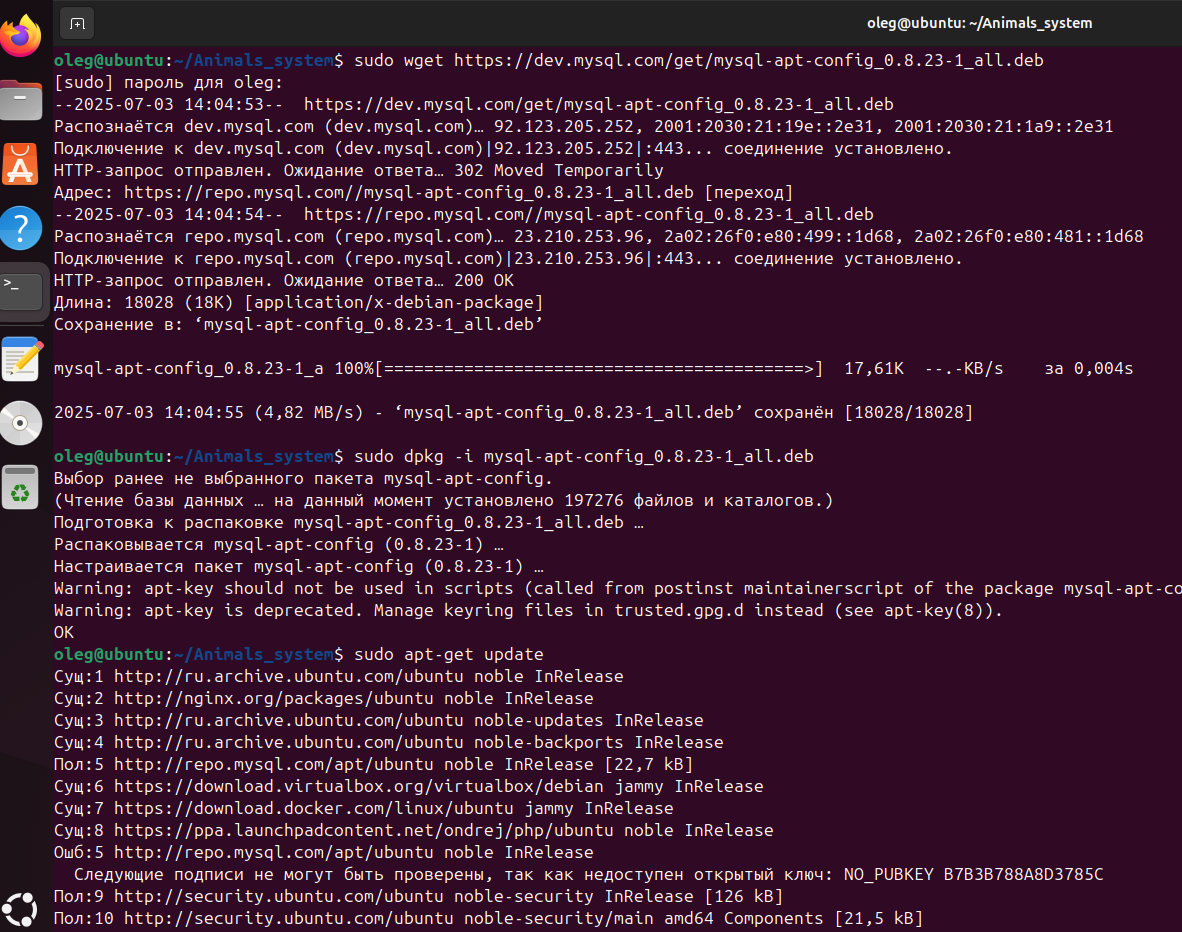 oleg@ubuntu: ~/Animals_system
oleg@ubuntu:~/Animals_system$ sudo wget https://dev.mysql.com/get/mysql-apt-config_0.8.23-1_all.deb
[sudo] пароль для oleg:
--2025-07-03 14:04:53--  https://dev.mysql.com/get/mysql-apt-config_0.8.23-1_all.deb
Распознаётся dev.mysql.com (dev.mysql.com)… 92.123.205.252, 2001:2030:21:19e::2e31, 2001:2030:21:1a9::2e31
Подключение к dev.mysql.com (dev.mysql.com)|92.123.205.252|:443... соединение установлено.
HTTP-запрос отправлен. Ожидание ответа… 302 Moved Temporarily
Адрес: https://repo.mysql.com//mysql-apt-config_0.8.23-1_all.deb [переход]
--2025-07-03 14:04:54--  https://repo.mysql.com//mysql-apt-config_0.8.23-1_all.deb
Распознаётся repo.mysql.com (repo.mysql.com)… 23.210.253.96, 2a02:26f0:e80:499::1d68, 2a02:26f0:e80:481::1d68
Подключение к repo.mysql.com (repo.mysql.com)|23.210.253.96|:443... соединение установлено.
HTTP-запрос отправлен. Ожидание ответа… 200 OK
Длина: 18028 (18K) [application/x-debian-package]
Сохранение в: ‘mysql-apt-config_0.8.23-1_all.deb’
mysql-apt-config_0.8.23-1_a 100%[==========================================>]  17,61K  --.-KB/s    за 0,004s
2025-07-03 14:04:55 (4,82 MB/s) - ‘mysql-apt-config_0.8.23-1_all.deb’ сохранён [18028/18028]
oleg@ubuntu:~/Animals_system$ sudo dpkg -i mysql-apt-config_0.8.23-1_all.deb
Выбор ранее не выбранного пакета mysql-apt-config.
(Чтение базы данных … на данный момент установлено 197276 файлов и каталогов.)
Подготовка к распаковке mysql-apt-config_0.8.23-1_all.deb …
Распаковывается mysql-apt-config (0.8.23-1) …
Настраивается пакет mysql-apt-config (0.8.23-1) …
Warning: apt-key should not be used in scripts (called from postinst maintainerscript of the package mysql-apt-co
Warning: apt-key is deprecated. Manage keyring files in trusted.gpg.d instead (see apt-key(8)).
OK
oleg@ubuntu:~/Animals_system$ sudo apt-get update
Сущ:1 http://ru.archive.ubuntu.com/ubuntu noble InRelease
Сущ:2 http://nginx.org/packages/ubuntu noble InRelease
Сущ:3 http://ru.archive.ubuntu.com/ubuntu noble-updates InRelease
Сущ:4 http://ru.archive.ubuntu.com/ubuntu noble-backports InRelease
Пол:5 http://repo.mysql.com/apt/ubuntu noble InRelease [22,7 kB]
Сущ:6 https://download.virtualbox.org/virtualbox/debian jammy InRelease
Сущ:7 https://download.docker.com/linux/ubuntu jammy InRelease
Сущ:8 https://ppa.launchpadcontent.net/ondrej/php/ubuntu noble InRelease
Ошб:5 http://repo.mysql.com/apt/ubuntu noble InRelease
  Следующие подписи не могут быть проверены, так как недоступен открытый ключ: NO_PUBKEY B7B3B788A8D3785C
Пол:9 http://security.ubuntu.com/ubuntu noble-security InRelease [126 kB]
Пол:10 http://security.ubuntu.com/ubuntu noble-security/main amd64 Components [21,5 kB]